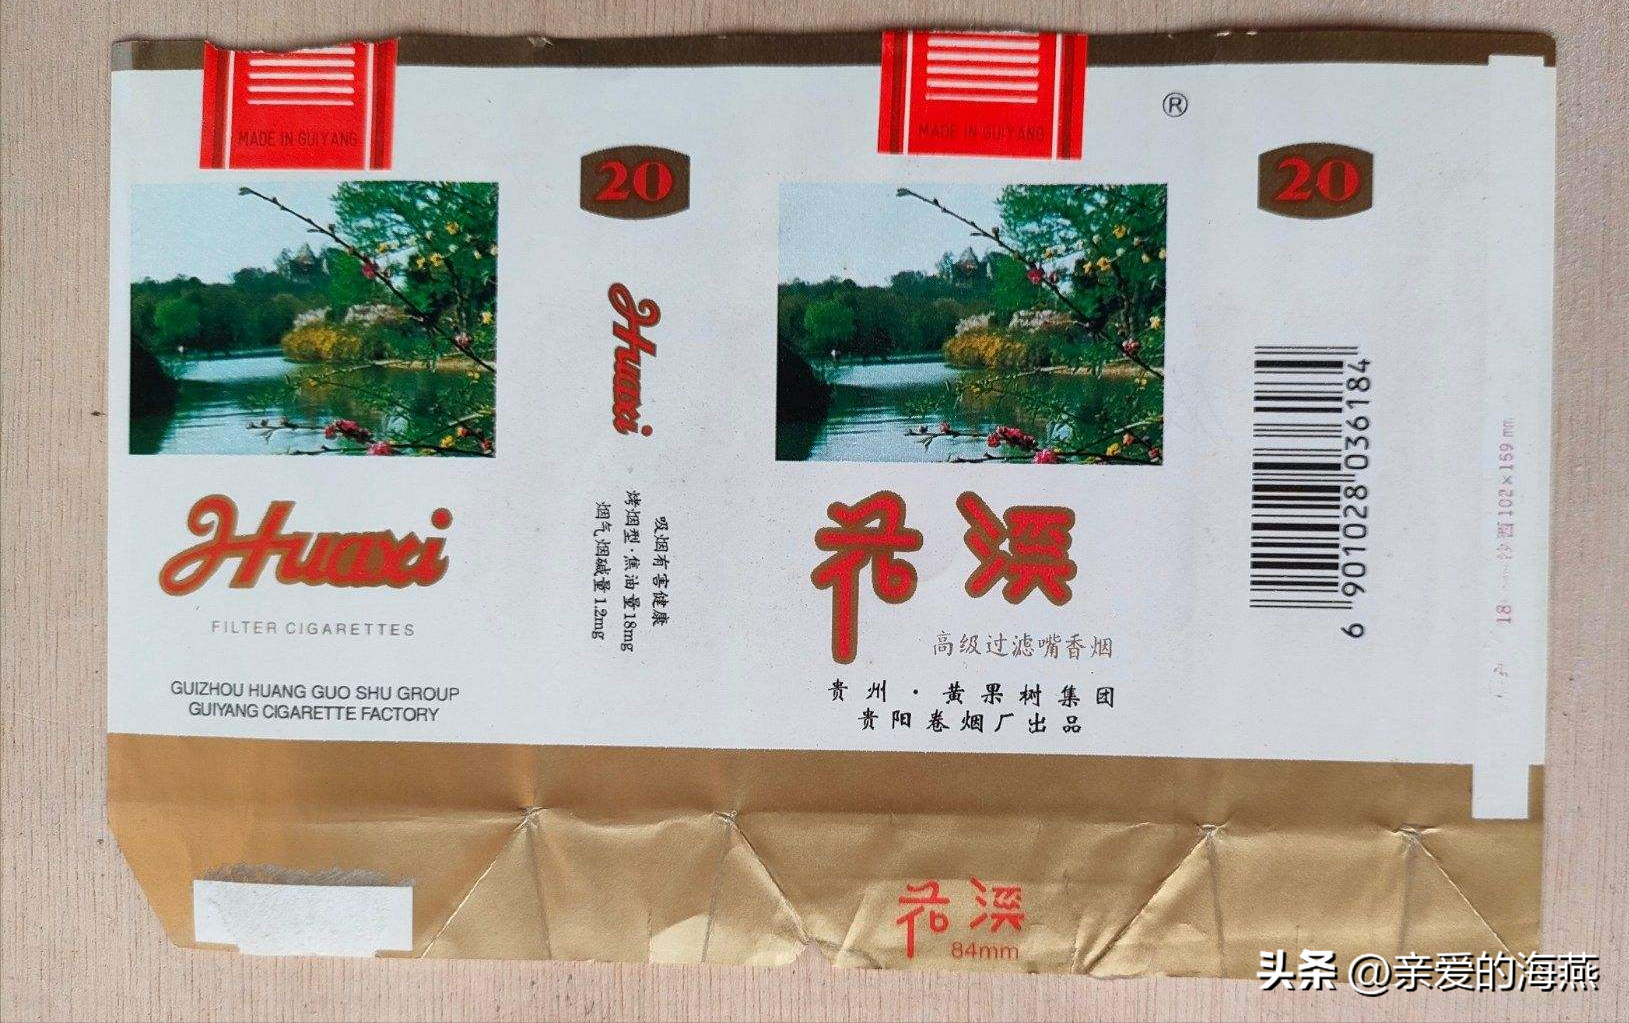 MADE IN GUIYANG
Huaxi
FILTER CIGARETTES
GUIZHOU HUANG GUO SHU GROUP
GUIYANG CIGARETTE FACTORY
20
Huaxi
吸烟有害健康
烤烟型·焦油量18mg
烟气烟碱量1.2mg
MADE IN GUIYANG
®
花溪
高级过滤嘴香烟
贵州·黄果树集团
贵阳卷烟厂出品
20
6 901028 036184
102×159mm
花溪
84mm
头条 @亲爱的海燕